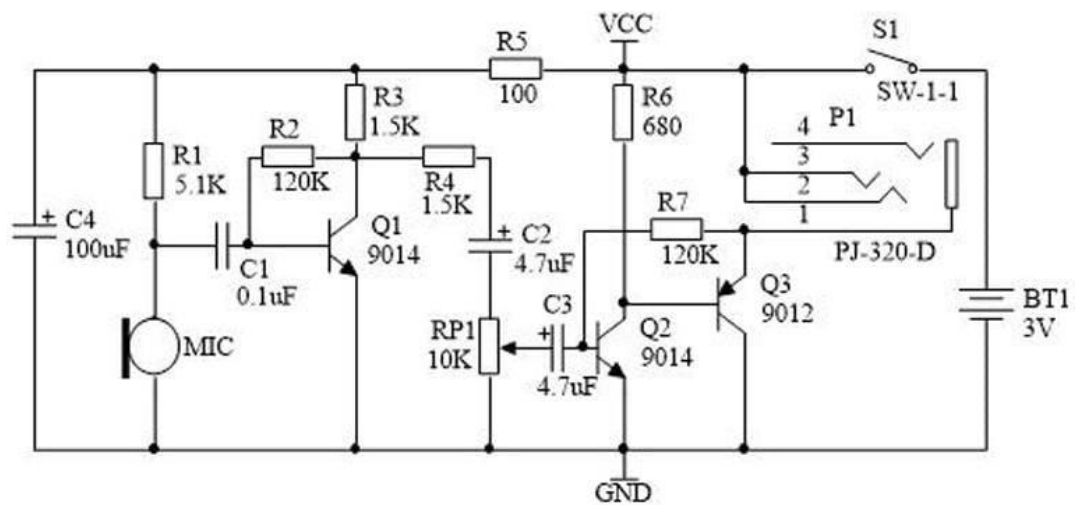 VCC
S1
R5
100
SW-1-1
R3
1.5K
R6
680
R2
120K
P1
4
3
2
1
R1
5.1K
R4
1.5K
R7
120K
PJ-320-D
C4
100uF
+
Q1
9014
+
C2
4.7uF
C1
0.1uF
Q3
9012
BT1
3V
C3
+
4.7uF
Q2
9014
MIC
RP1
10K
GND